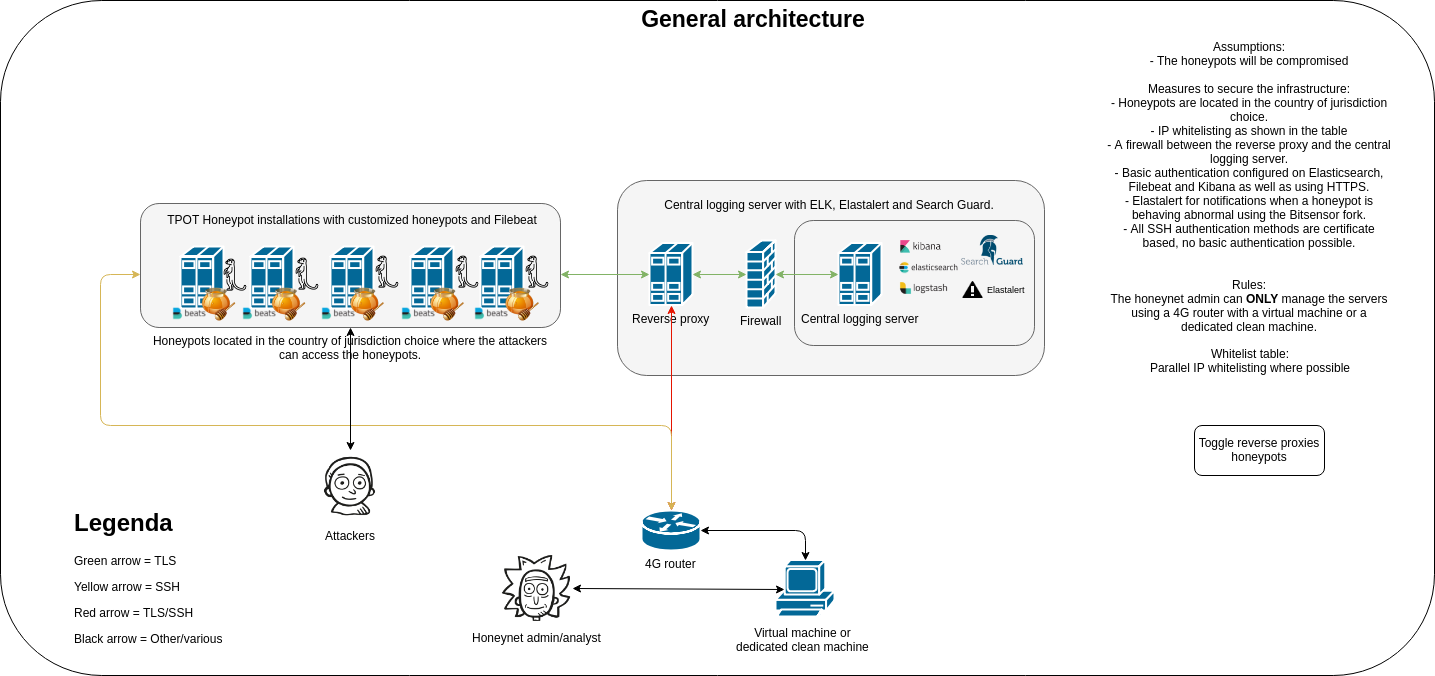 General architecture
Assumptions:
- The honeypots will be compromised
Measures to secure the infrastructure:
- Honeypots are located in the country of jurisdiction
choice.
- IP whitelisting as shown in the table
- A firewall between the reverse proxy and the central
logging server.
- Basic authentication configured on Elasticsearch,
Filebeat and Kibana as well as using HTTPS.
- Elastalert for notifications when a honeypot is
behaving abnormal using the Bitsensor fork.
- All SSH authentication methods are certificate
based, no basic authentication possible.
Rules:
The honeynet admin can ONLY manage the servers
using a 4G router with a virtual machine or a
dedicated clean machine.
Whitelist table:
Parallel IP whitelisting where possible
Toggle reverse proxies
honeypots
TPOT Honeypot installations with customized honeypots and Filebeat
beats
beats
beats
beats
beats
Honeypots located in the country of jurisdiction choice where the attackers
can access the honeypots.
Central logging server with ELK, Elastalert and Search Guard.
Reverse proxy
Firewall
Central logging server
kibana
elasticsearch
logstash
Search Guard
Elastalert
Attackers
4G router
Honeynet admin/analyst
Virtual machine or
dedicated clean machine
Legenda
Green arrow = TLS
Yellow arrow = SSH
Red arrow = TLS/SSH
Black arrow = Other/various